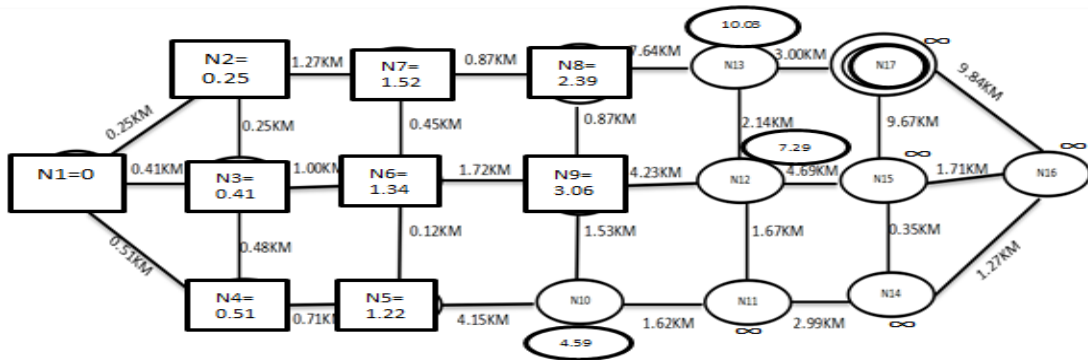 10.03
N2=
0.25
1.27KM
N7=
1.52
0.87KM
N8=
2.39
7.64KM
N13
3.00KM
N17
∞
9.84KM
0.25KM
0.25KM
0.45KM
0.87KM
2.14KM
9.67KM
7.29
∞
∞
N1=0
0.41KM
N3=
0.41
1.00KM
N6=
1.34
1.72KM
N9=
3.06
4.23KM
N12
4.69KM
N15
1.71KM
N16
0.51KM
0.48KM
0.12KM
1.53KM
1.67KM
0.35KM
1.27KM
N4=
0.51
0.71KM
N5=
1.22
4.15KM
N10
1.62KM
N11
2.99KM
N14
4.59
∞
∞